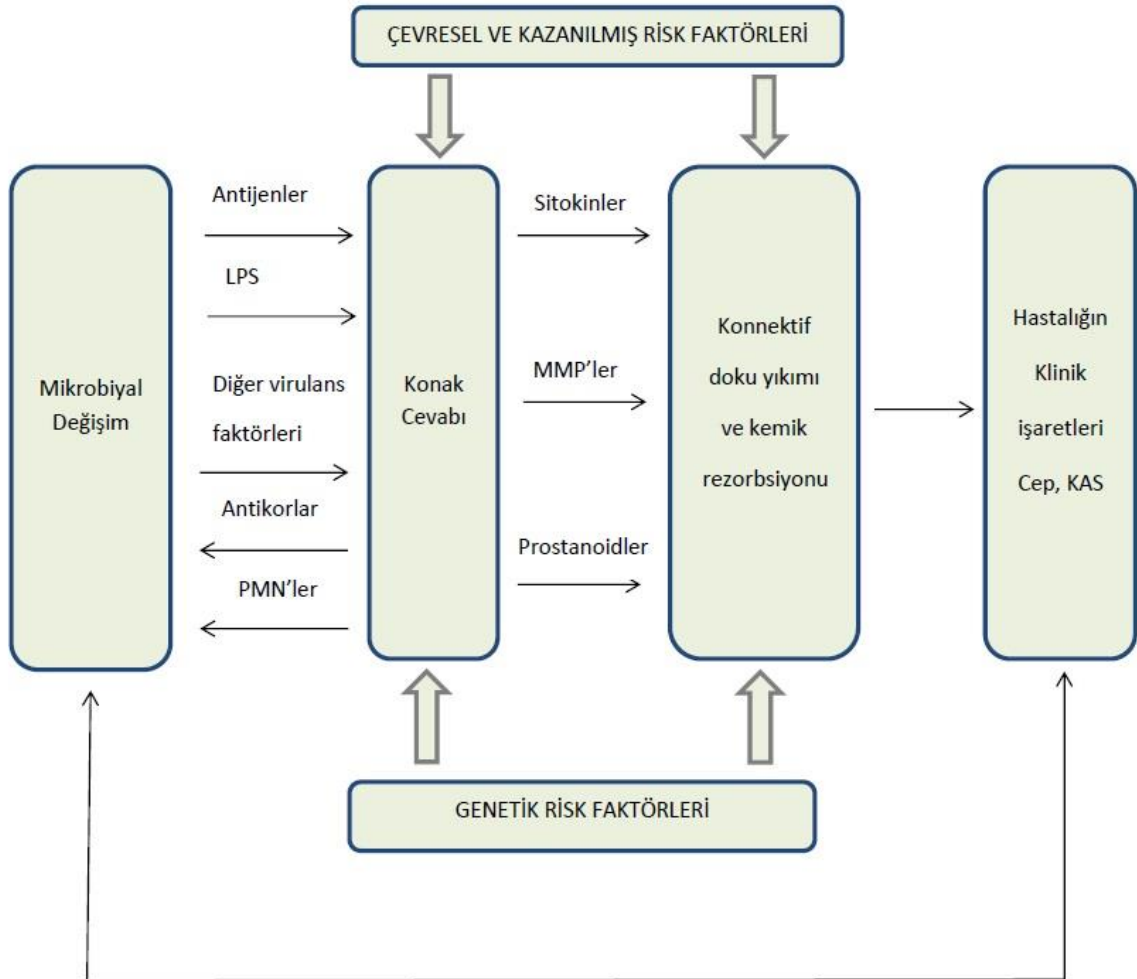 ÇEVRESEL VE KAZANILMIŞ RİSK FAKTÖRLERİ
Mikrobiyal
Değişim
Antijenler
LPS
Diğer virulans
faktörleri
Antikorlar
PMN’ler
Konak
Cevabı
Sitokinler
MMP’ler
Prostanoidler
Konnektif
doku yıkımı
ve kemik
rezorbsiyonu
Hastalığın
Klinik
işaretleri
Cep, KAS
GENETİK RİSK FAKTÖRLERİ